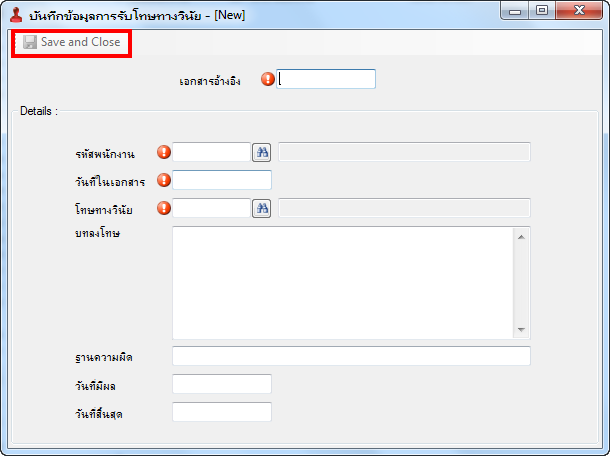 บันทึกข้อมูลการรับโทษทางวินัย - [New]
Save and Close
เอกสารอ้างอิง
Details :
รหัสพนักงาน
วันที่ในเอกสาร
โทษทางวินัย
บทลงโทษ
ฐานความผิด
วันที่มีผล
วันที่สิ้นสุด